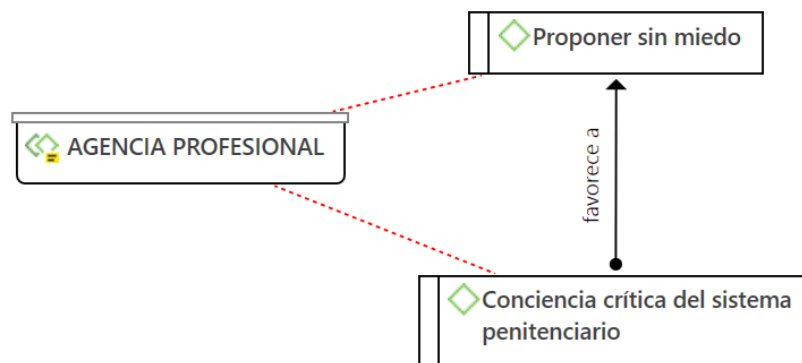 Proponer sin miedo
AGENCIA PROFESIONAL
favorece a
Conciencia crítica del sistema
penitenciario